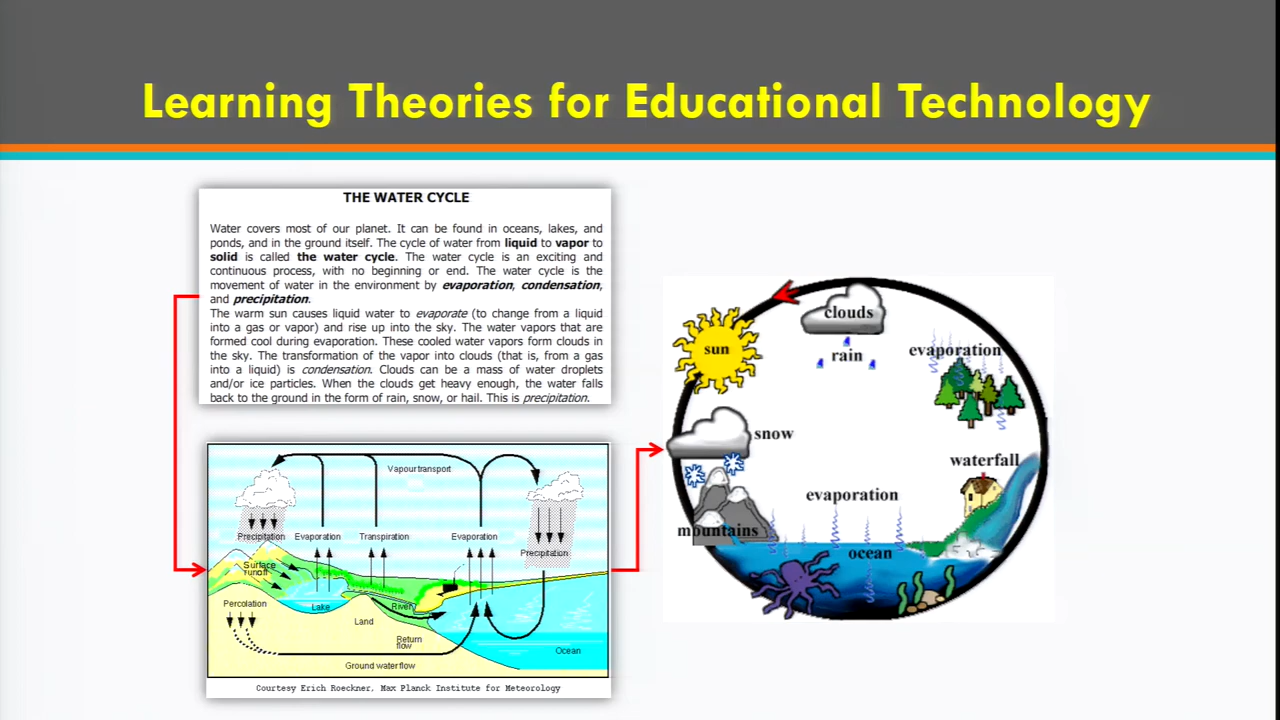 Learning Theories for Educational Technology
THE WATER CYCLE
Water covers most of our planet. It can be found in oceans, lakes, and
ponds, and in the ground itself. The cycle of water from liquid to vapor to
solid is called the water cycle. The water cycle is an exciting and
continuous process, with no beginning or end. The water cycle is the
movement of water in the environment by evaporation, condensation,
and precipitation.
The warm sun causes liquid water to evaporate (to change from a liquid
into a gas or vapor) and rise up into the sky. The water vapors that are
formed cool during evaporation. These cooled water vapors form clouds in
the sky. The transformation of the vapor into clouds (that is, from a gas
into a liquid) is condensation. Clouds can be a mass of water droplets
and/or ice particles. When the clouds get heavy enough, the water falls
back to the ground in the form of rain, snow, or hail. This is precipitation.
Vapour transport
Precipitation
Evaporation
Transpiration
Evaporation
Precipitation
Surface
runoff
Percolation
Lake
River
Land
Return
flow
Ocean
Ground water flow
Courtesy Erich Roeckner, Max Planck Institute for Meteorology
clouds
sun
rain
evaporation
snow
waterfall
evaporation
mountains
ocean